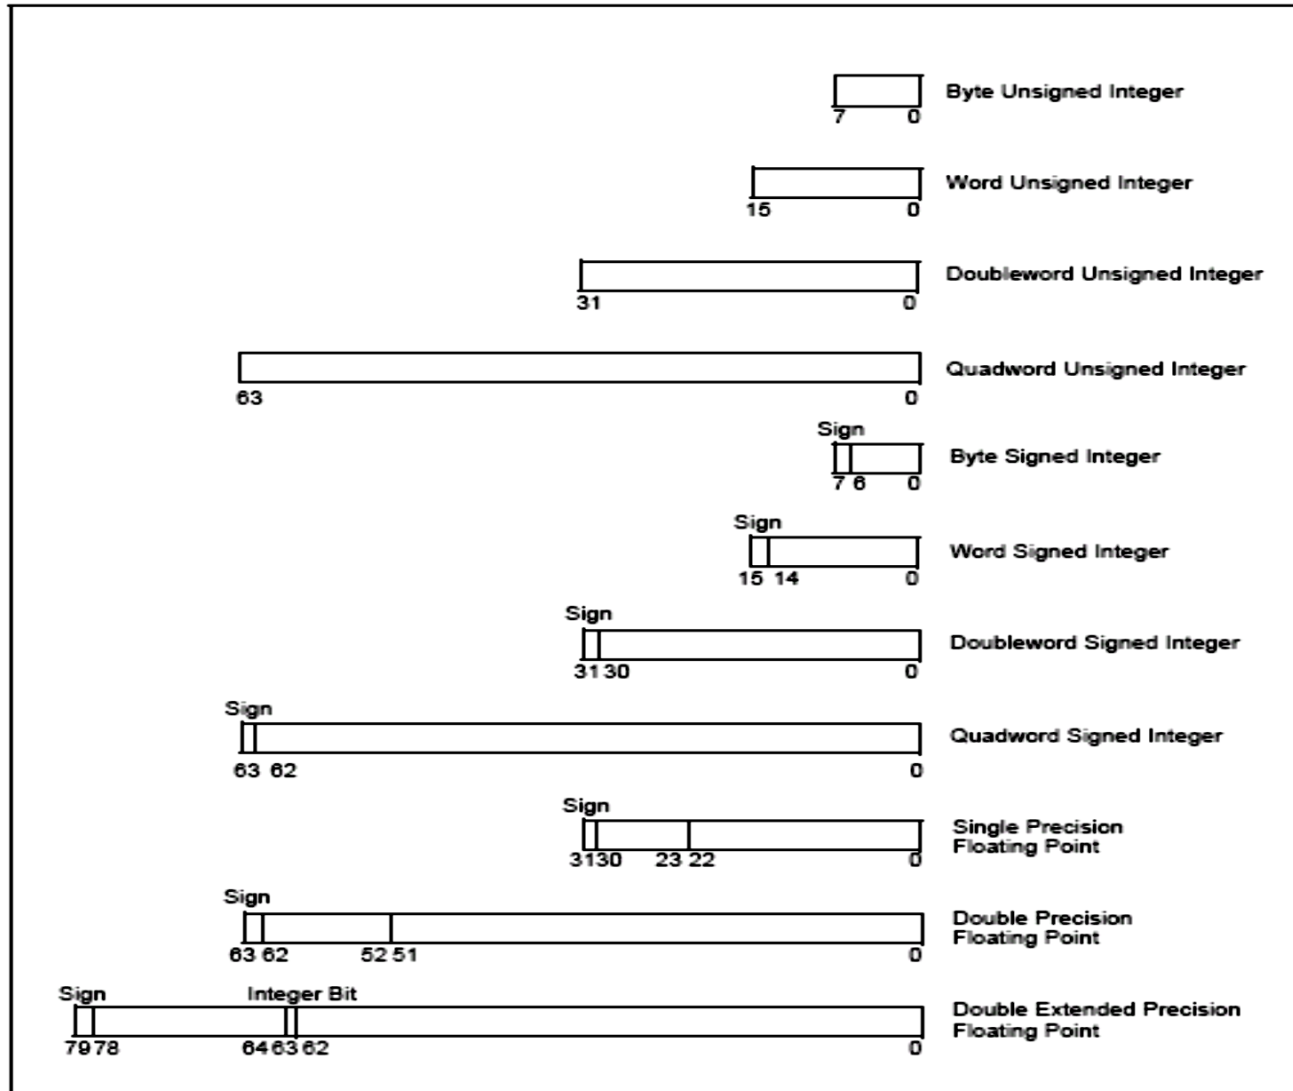 Byte Unsigned Integer
7 0
Word Unsigned Integer
15 0
Doubleword Unsigned Integer
31 0
Quadword Unsigned Integer
63 0
Sign
Byte Signed Integer
7 6 0
Sign
Word Signed Integer
15 14 0
Sign
Doubleword Signed Integer
31 30 0
Sign
Quadword Signed Integer
63 62 0
Sign
Single Precision
Floating Point
31 30 23 22 0
Sign
Double Precision
Floating Point
63 62 52 51 0
Sign Integer Bit
Double Extended Precision
Floating Point
79 78 64 63 62 0